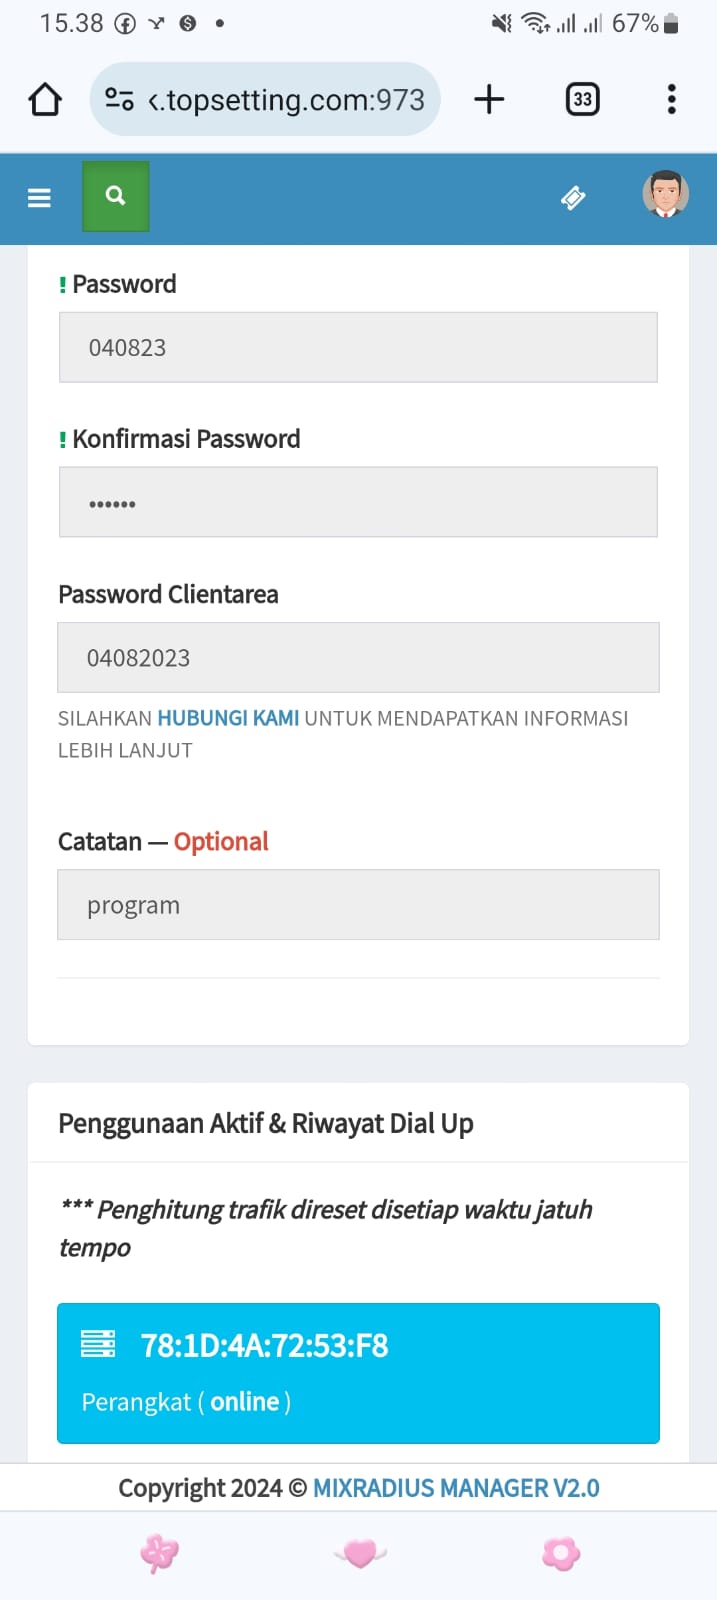 15.38
67%
.topsetting.com:973
33
! Password
040823
! Konfirmasi Password
••••••
Password Clientarea
04082023
SILAHKAN HUBUNGI KAMI UNTUK MENDAPATKAN INFORMASI
LEBIH LANJUT
Catatan — Optional
program
Penggunaan Aktif & Riwayat Dial Up
*** Penghitung trafik direset disetiap waktu jatuh
tempo
78:1D:4A:72:53:F8
Perangkat ( online )
Copyright 2024 © MIXRADIUS MANAGER V2.0